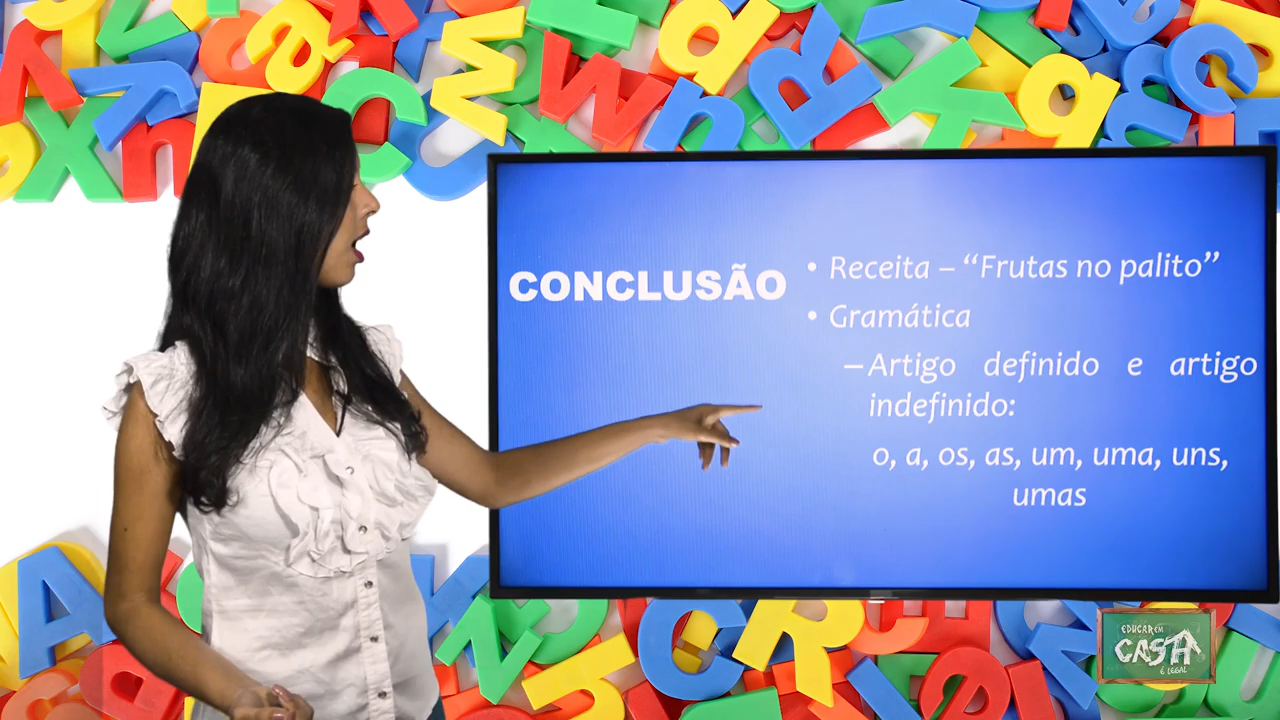 CONCLUSÃO
• Receita – “Frutas no palito”
• Gramática
– Artigo definido e artigo
indefinido:
o, a, os, as, um, uma, uns,
umas
EDUCAR EM
CASA
É LEGAL